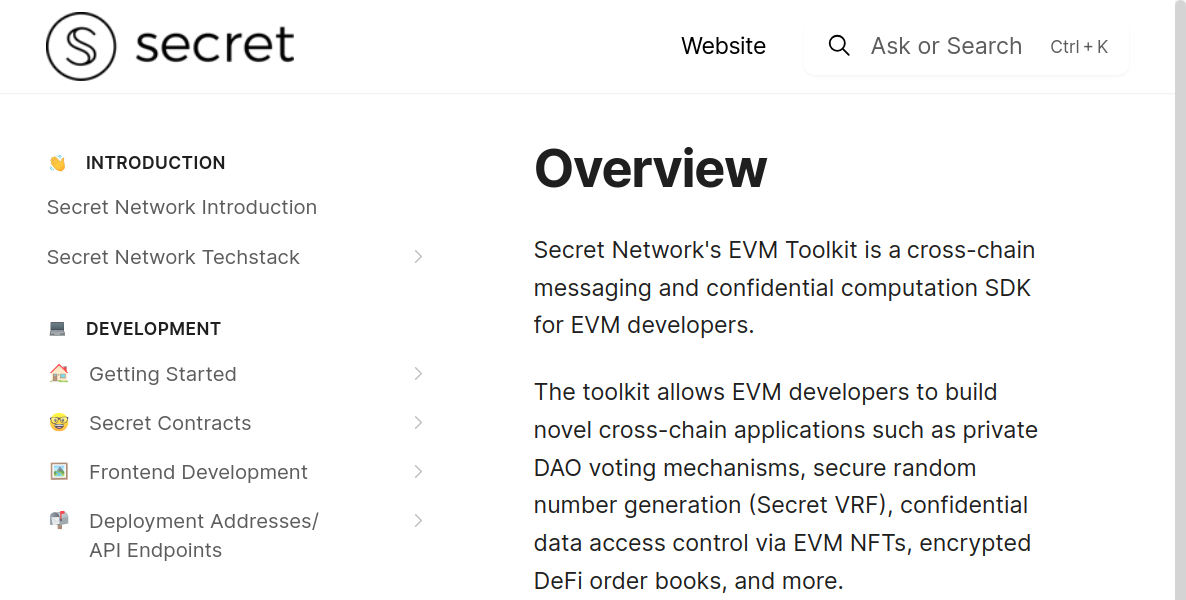 secret
Website
Ask or Search Ctrl + K
INTRODUCTION
Secret Network Introduction
Secret Network Techstack
DEVELOPMENT
Getting Started
Secret Contracts
Frontend Development
Deployment Addresses/
API Endpoints
Overview
Secret Network's EVM Toolkit is a cross-chain
messaging and confidential computation SDK
for EVM developers.
The toolkit allows EVM developers to build
novel cross-chain applications such as private
DAO voting mechanisms, secure random
number generation (Secret VRF), confidential
data access control via EVM NFTs, encrypted
DeFi order books, and more.